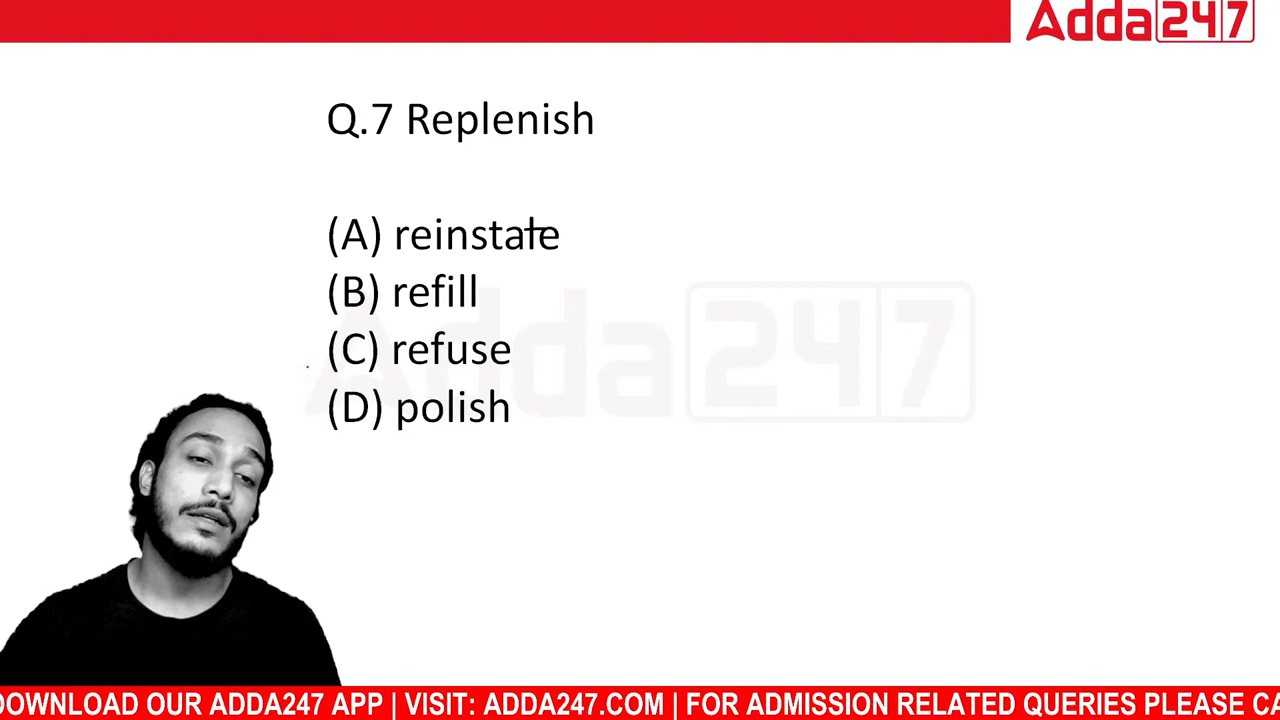 Adda247
Q.7 Replenish
(A) reinstate
(B) refill
(C) refuse
(D) polish
Adda247
DOWNLOAD OUR ADDA247 APP | VISIT: ADDA247.COM | FOR ADMISSION RELATED QUERIES PLEASE CA